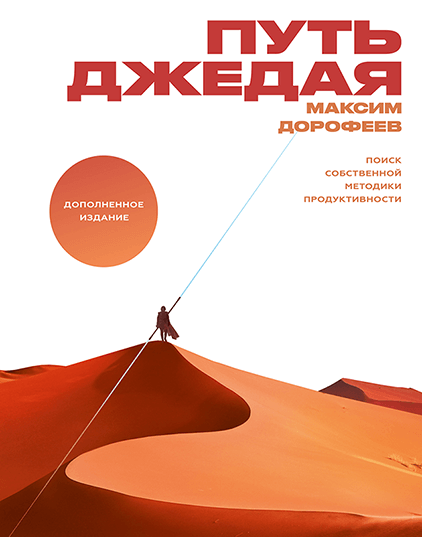 ПУТЬ
ДЖЕДАЯ
МАКСИМ
ДОРОФЕЕВ
ПОИСК
СОБСТВЕННОЙ
МЕТОДИКИ
ПРОДУКТИВНОСТИ
ДОПОЛНЕННОЕ
ИЗДАНИЕ